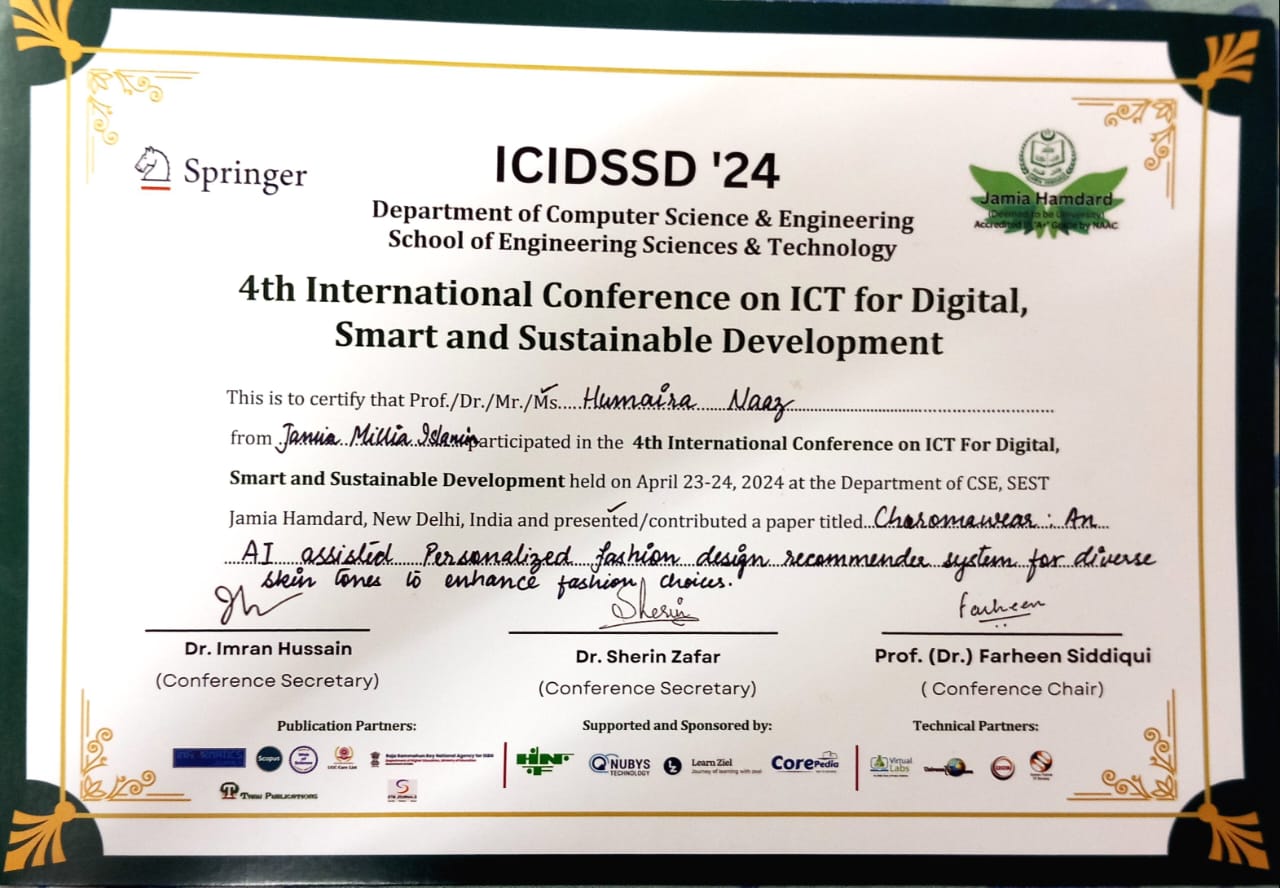 Springer
ICIDSSD '24
Jamia Hamdard
(Deemed to be University)
Accredited in "A+" Grade by NAAC
Department of Computer Science & Engineering
School of Engineering Sciences & Technology
4th International Conference on ICT for Digital,
Smart and Sustainable Development
This is to certify that Prof./Dr./Mr./Ms. Humaira Naaz
from Jamia Millia Islamia participated in the 4th International Conference on ICT For Digital,
Smart and Sustainable Development held on April 23-24, 2024 at the Department of CSE, SEST
Jamia Hamdard, New Delhi, India and presented/contributed a paper titled Charomawear : An
AI assisted Personalized fashion design recommender system for diverse
skin tones to enhance fashion choices.
Sherin
Farheen
Dr. Imran Hussain
Dr. Sherin Zafar
Prof. (Dr.) Farheen Siddiqui
(Conference Secretary)
(Conference Secretary)
( Conference Chair)
Publication Partners:
Supported and Sponsored by:
Technical Partners:
Scopus
UGC Care List
Raja Rammohun Roy National Agency for ISBN
QNUBYS
TECHNOLOGY
Learn Ziel
Journey of learning with zeal
CorePedia
Virtual
Labs
Publications